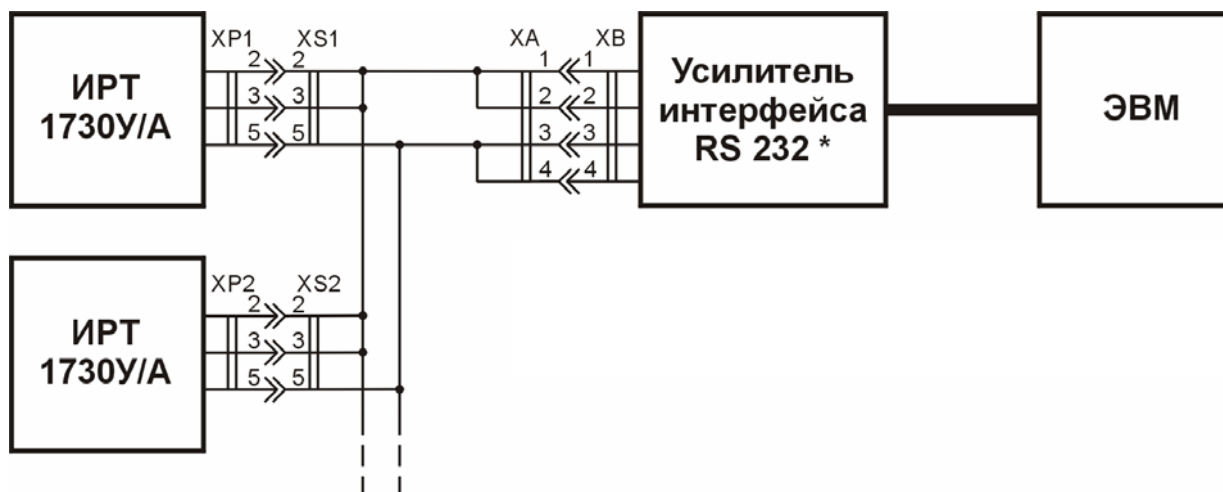 ИРТ
1730У/А
XP1 XS1
2 2
3 3
5 5
XA XB
1 1
2 2
3 3
4 4
Усилитель
интерфейса
RS 232 *
ЭВМ
ИРТ
1730У/А
XP2 XS2
2 2
3 3
5 5